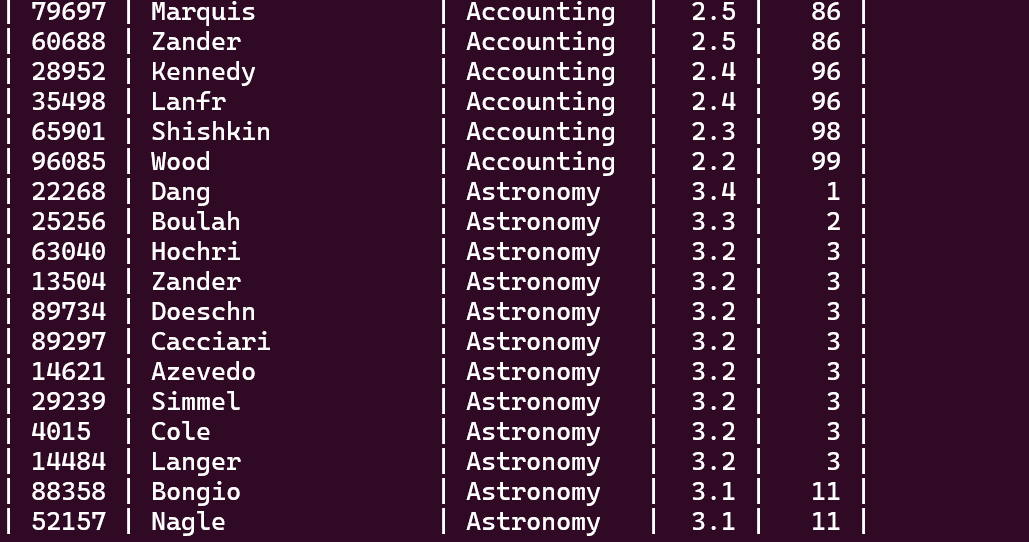 | 79697 | Marquis | Accounting | 2.5 | 86 |
| 60688 | Zander | Accounting | 2.5 | 86 |
| 28952 | Kennedy | Accounting | 2.4 | 96 |
| 35498 | Lanfr | Accounting | 2.4 | 96 |
| 65901 | Shishkin | Accounting | 2.3 | 98 |
| 96085 | Wood | Accounting | 2.2 | 99 |
| 22268 | Dang | Astronomy | 3.4 | 1 |
| 25256 | Boulah | Astronomy | 3.3 | 2 |
| 63040 | Hochri | Astronomy | 3.2 | 3 |
| 13504 | Zander | Astronomy | 3.2 | 3 |
| 89734 | Doeschn | Astronomy | 3.2 | 3 |
| 89297 | Cacciari | Astronomy | 3.2 | 3 |
| 14621 | Azevedo | Astronomy | 3.2 | 3 |
| 29239 | Simmel | Astronomy | 3.2 | 3 |
| 4015 | Cole | Astronomy | 3.2 | 3 |
| 14484 | Langer | Astronomy | 3.2 | 3 |
| 88358 | Bongio | Astronomy | 3.1 | 11 |
| 52157 | Nagle | Astronomy | 3.1 | 11 |